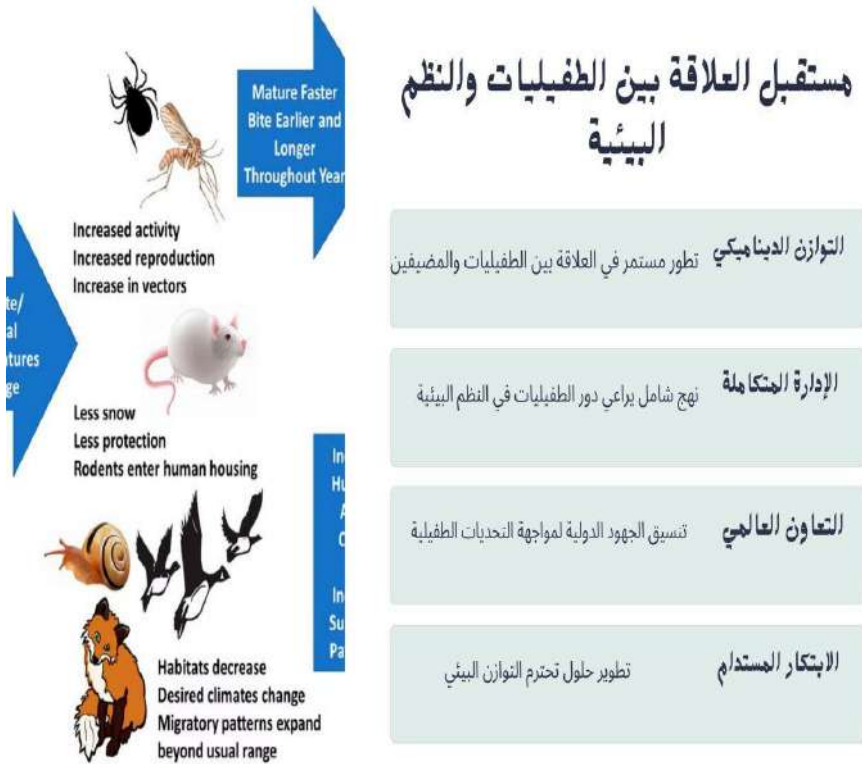 Mature Faster
Bite Earlier and
Longer
Throughout Year
Increased activity
Increased reproduction
Increase in vectors
Less snow
Less protection
Rodents enter human housing
Habitats decrease
Desired climates change
Migratory patterns expand
beyond usual range
مستقبل العلاقة بين الطفيليات والنظم
البيئية
التوازن الديناميكي تطور مستمر في العلاقة بين الطفيليات والمضيفين
الإدارة المتكاملة نهج شامل يراعي دور الطفيليات في النظم البيئية
التعاون العالمي تنسيق الجهود الدولية لمواجهة التحديات الطفيلية
الابتكار المستدام تطوير حلول تحترم التوازن البيئي